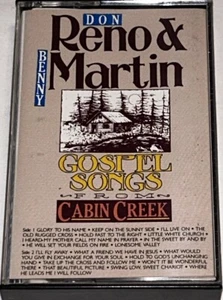 DON
Reno &
BENNY
Martin
GOSPEL
SONGS
FROM
CABIN CREEK
Side 1 GLORY TO HIS NAME • KEEP ON THE SUNNY SIDE • I'LL LIVE ON • THE
OLD RUGGED CROSS • HOLD FAST TO THE RIGHT • LITTLE WHITE CHURCH •
I HEARD MY MOTHER CALL MY NAME IN PRAYER • IN THE SWEET BY AND BY
• HE WILL SET YOUR FIELDS ON FIRE • LONESOME VALLEY
Side 2 I'LL FLY AWAY • WHAT A FRIEND WE HAVE IN JESUS • WHAT WOULD
YOU GIVE IN EXCHANGE FOR YOUR SOUL • HOLD TO GOD'S UNCHANGING
HAND • TAKE UP THE CROSS AND FOLLOW ME • WON'T IT BE WONDERFUL
THERE • THAT BEAUTIFUL PICTURE • SWING LOW, SWEET CHARIOT • WHERE
HE LEADS ME I WILL FOLLOW